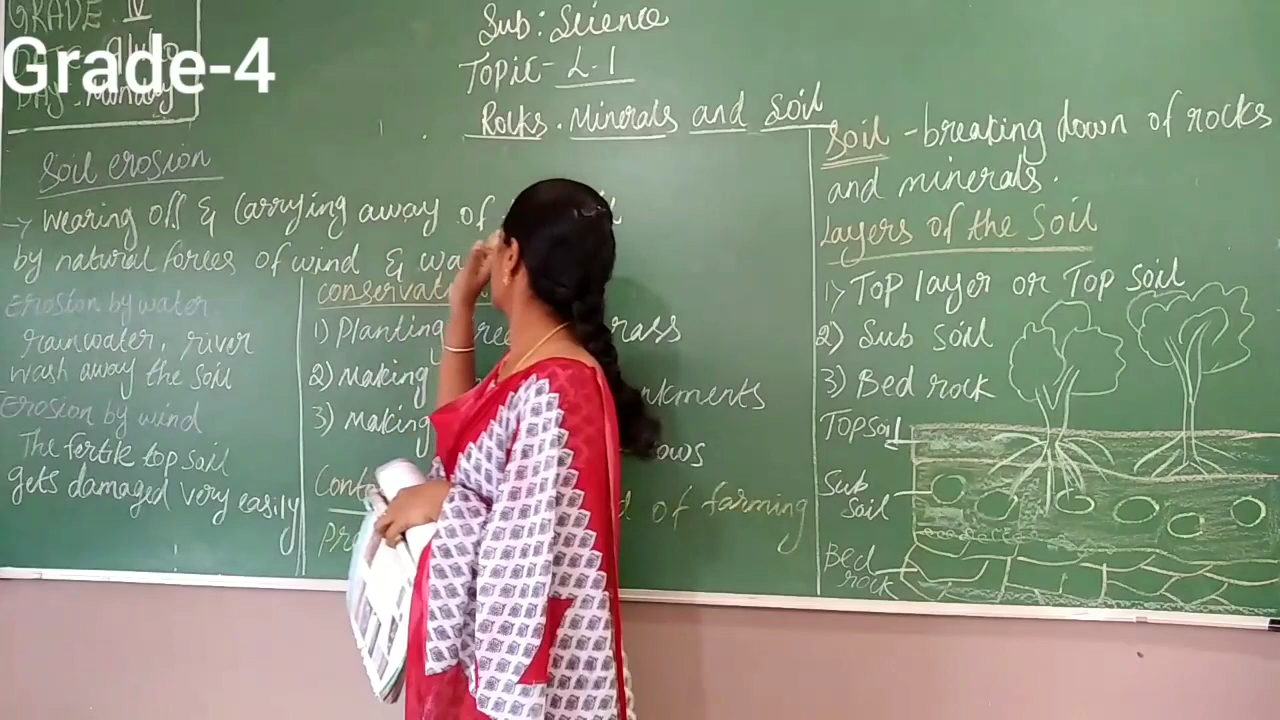 GRADE. IV
Grade-4
DAY. Monday
Sub: Science
Topic- L.1
Rocks. Minerals and Soil
Soil erosion
→ Wearing off & Carrying away of
by natural forces of wind & wa
Erosion by water
Rainwater, river
wash away the soil
Erosion by wind
The fertile top soil
gets damaged very easily
conservat
1) Planting rass
2) Making nkments
3) Making ows
Conto d of farming
Pr
Soil - breaking down of rocks
and minerals.
Layers of the Soil
1) Top layer or Top soil
2) Sub soil
3) Bed rock
Topsoil
Sub
soil
Bed
rock